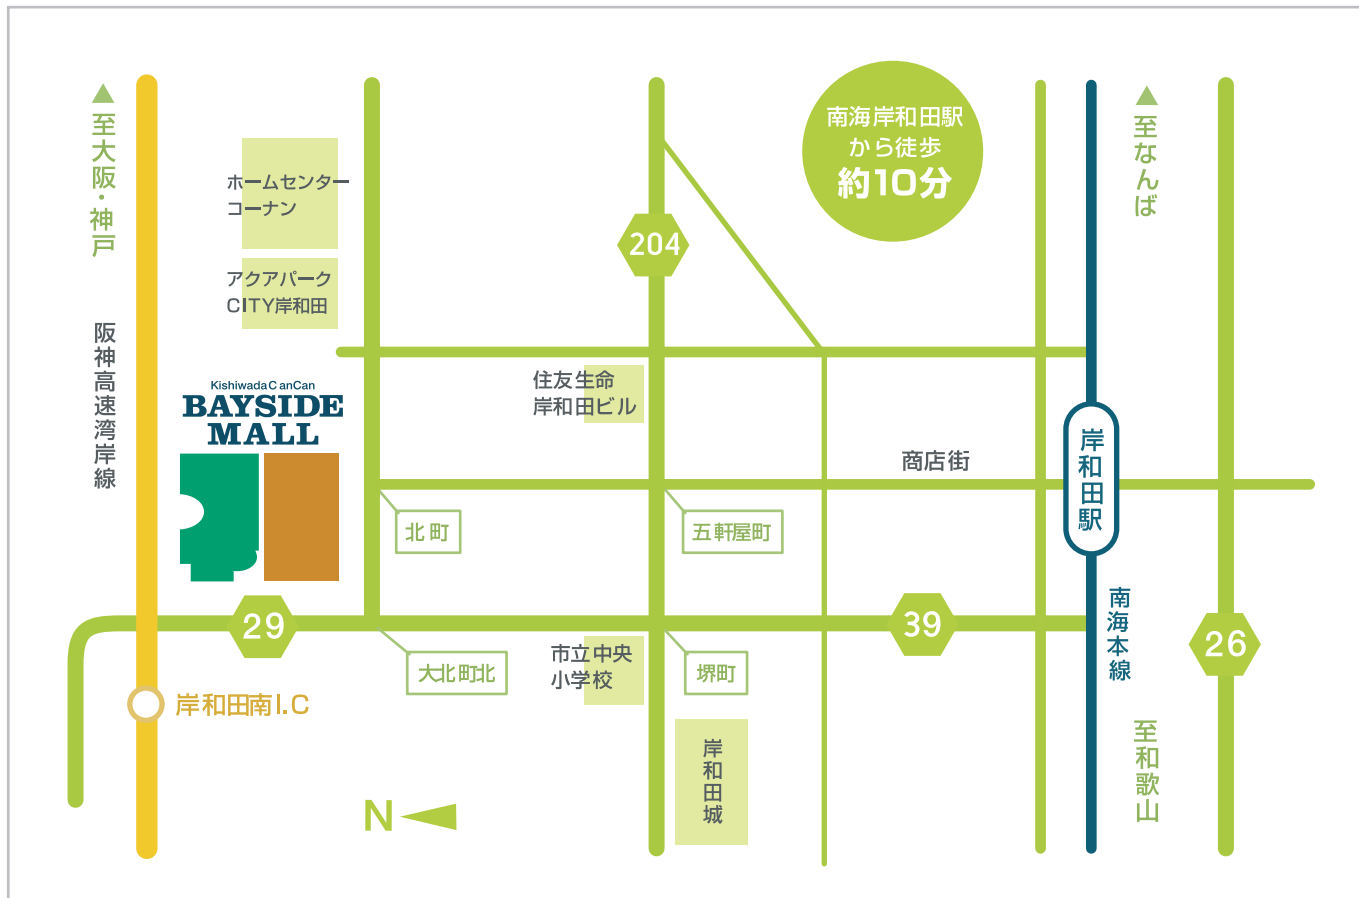 至大阪・神戸
阪神高速湾岸線
ホームセンター
コーナン
アクアパーク
CITY岸和田
Kishiwada CanCan
BAYSIDE
MALL
204
南海岸和田駅
から徒歩
約10分
至なんば
住友生命
岸和田ビル
商店街
岸和田駅
北町
五軒屋町
29
39
26
南海本線
大北町北
市立中央
小学校
堺町
岸和田南I.C
岸和田城
至和歌山
N